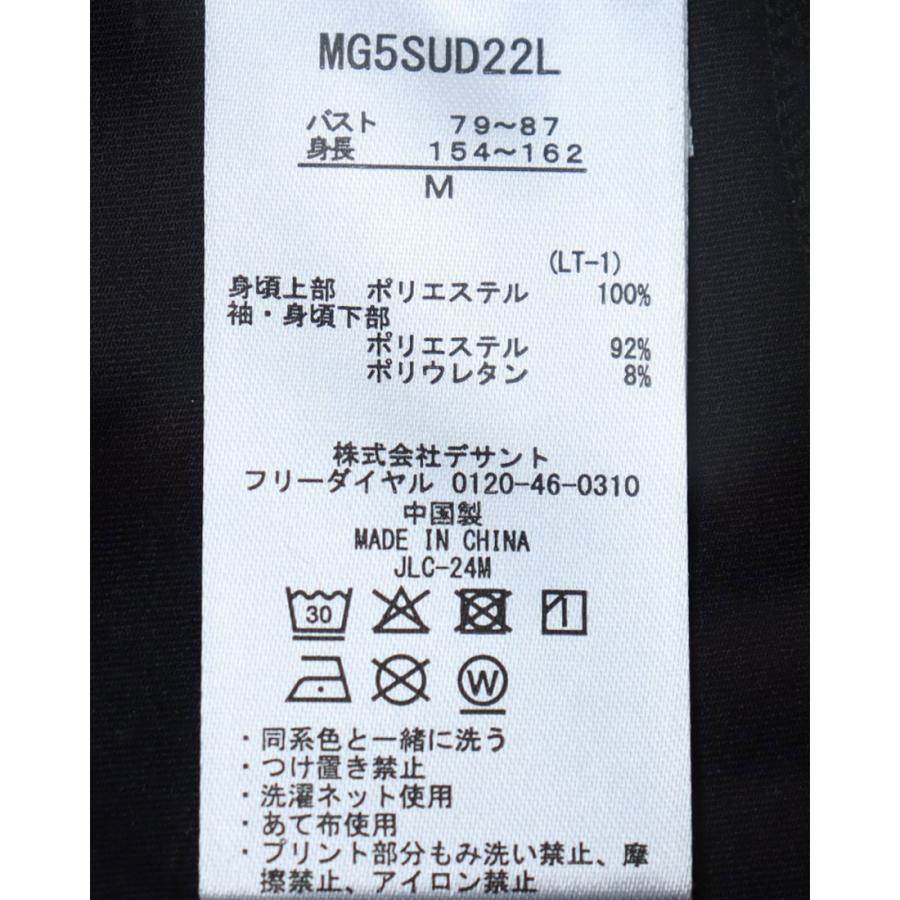 MG5SUD22L
バスト 79～87
身長 154～162
M
(LT-1)
身頃上部 ポリエステル 100%
袖・身頃下部
ポリエステル 92%
ポリウレタン 8%
株式会社デサント
フリーダイヤル 0120-46-0310
中国製
MADE IN CHINA
JLC-24M
30
W
・同系色と一緒に洗う
・つけ置き禁止
・洗濯ネット使用
・あて布使用
・プリント部分もみ洗い禁止、摩
擦禁止、アイロン禁止